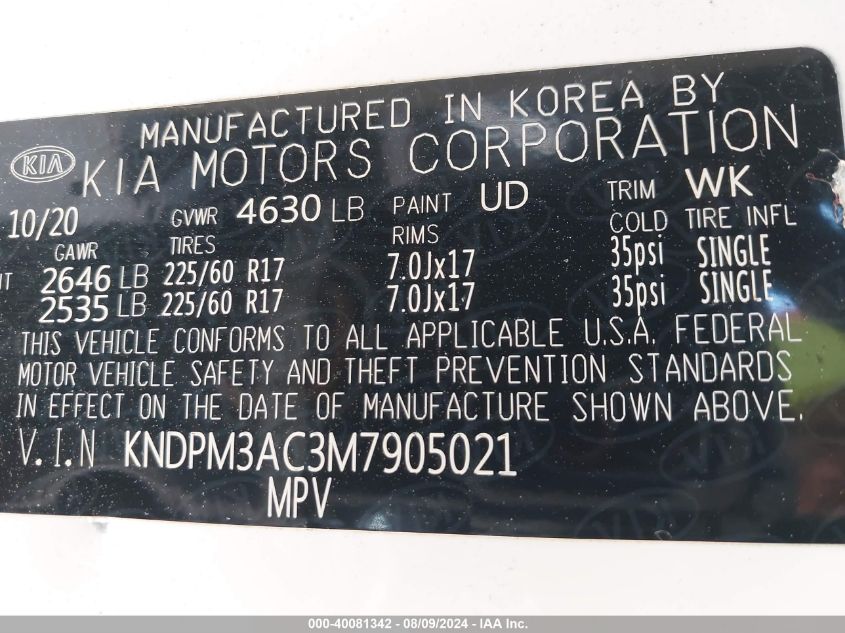 MANUFACTURED IN KOREA BY
KIA KIA MOTORS CORPORATION
10/20 GVWR 4630 LB PAINT UD TRIM WK
GAWR TIRES RIMS COLD TIRE INFL
2646 LB 225/60 R17 7.0Jx17 35psi SINGLE
2535 LB 225/60 R17 7.0Jx17 35psi SINGLE
THIS VEHICLE CONFORMS TO ALL APPLICABLE U.S.A. FEDERAL
MOTOR VEHICLE SAFETY AND THEFT PREVENTION STANDARDS
IN EFFECT ON THE DATE OF MANUFACTURE SHOWN ABOVE.
V.I.N KNDPM3AC3M7905021
MPV
000-40081342 - 08/09/2024 - IAA Inc.